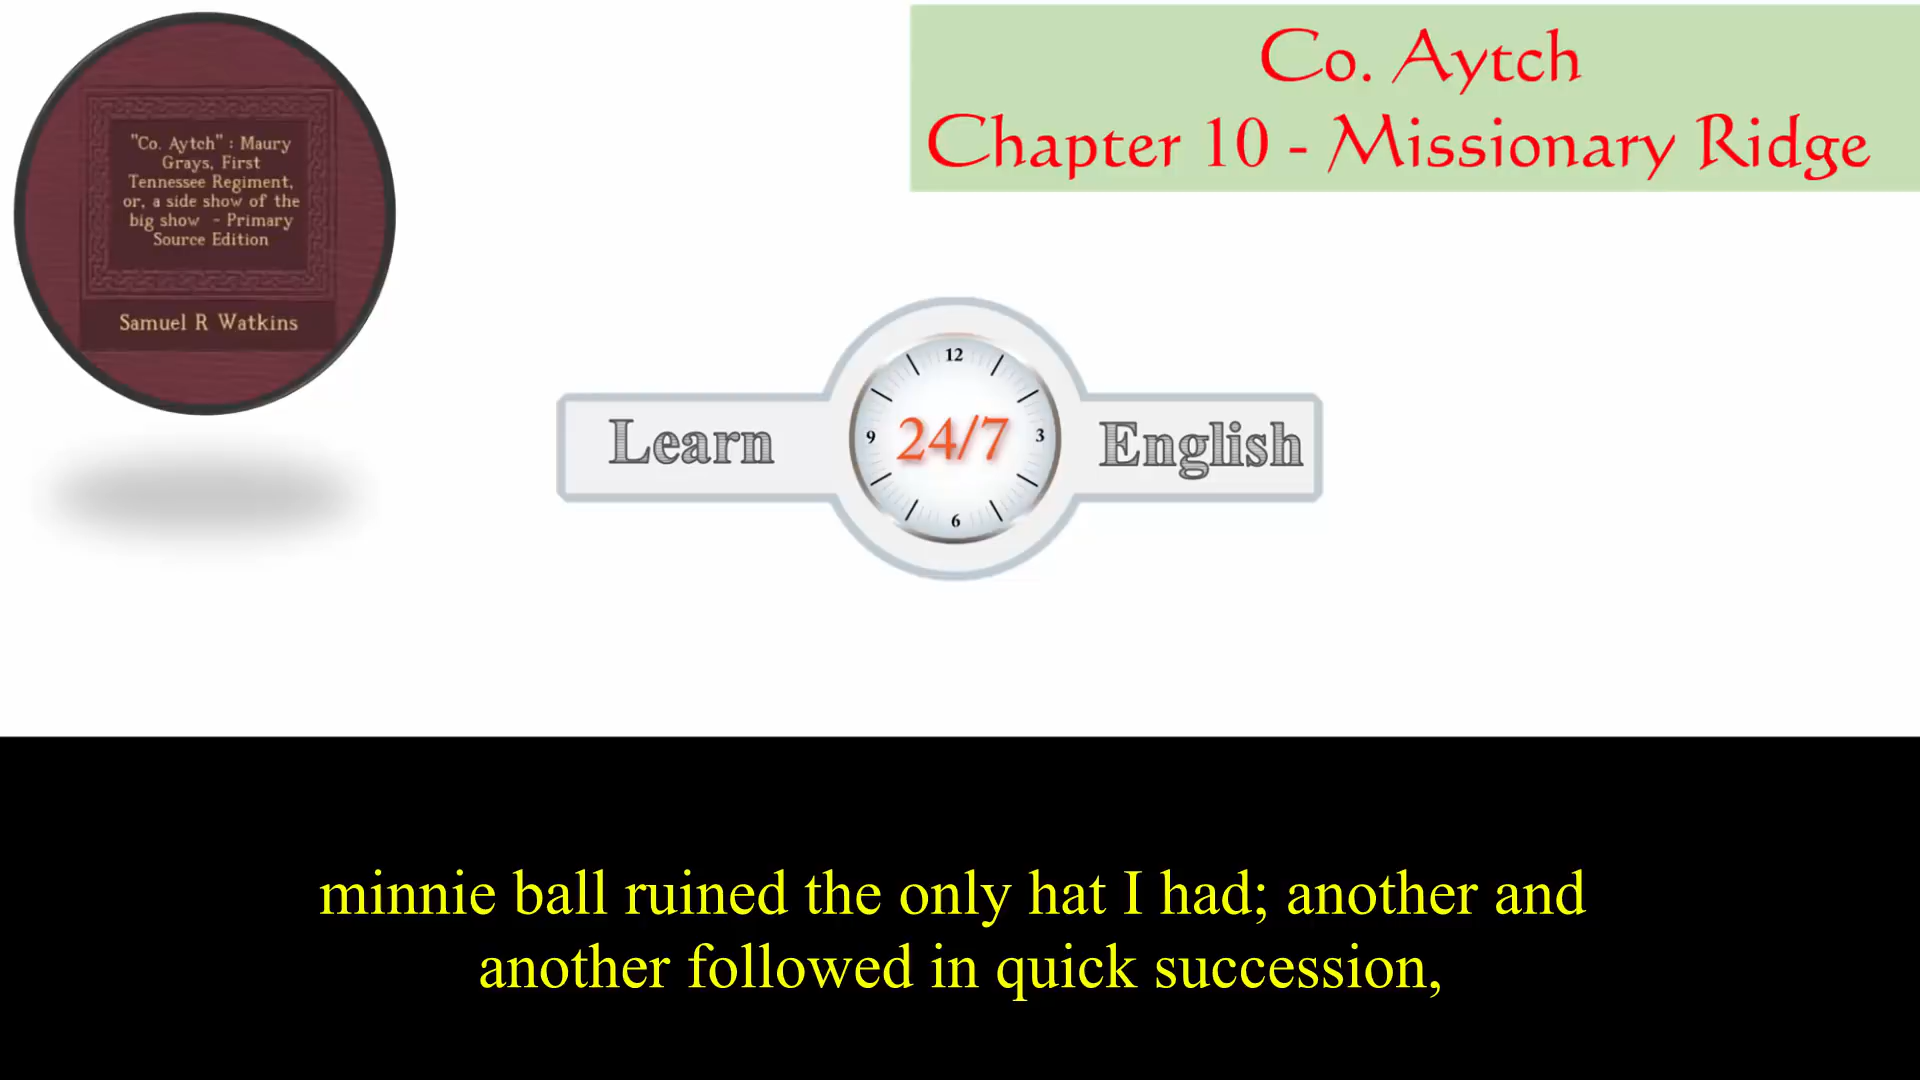 "Co. Aytch" : Maury
Grays, First
Tennessee Regiment,
or, a side show of the
big show - Primary
Source Edition
Samuel R Watkins
Co. Aytch
Chapter 10 - Missionary Ridge
Learn
12
9
24/7
3
6
English
minnie ball ruined the only hat I had; another and
another followed in quick succession,